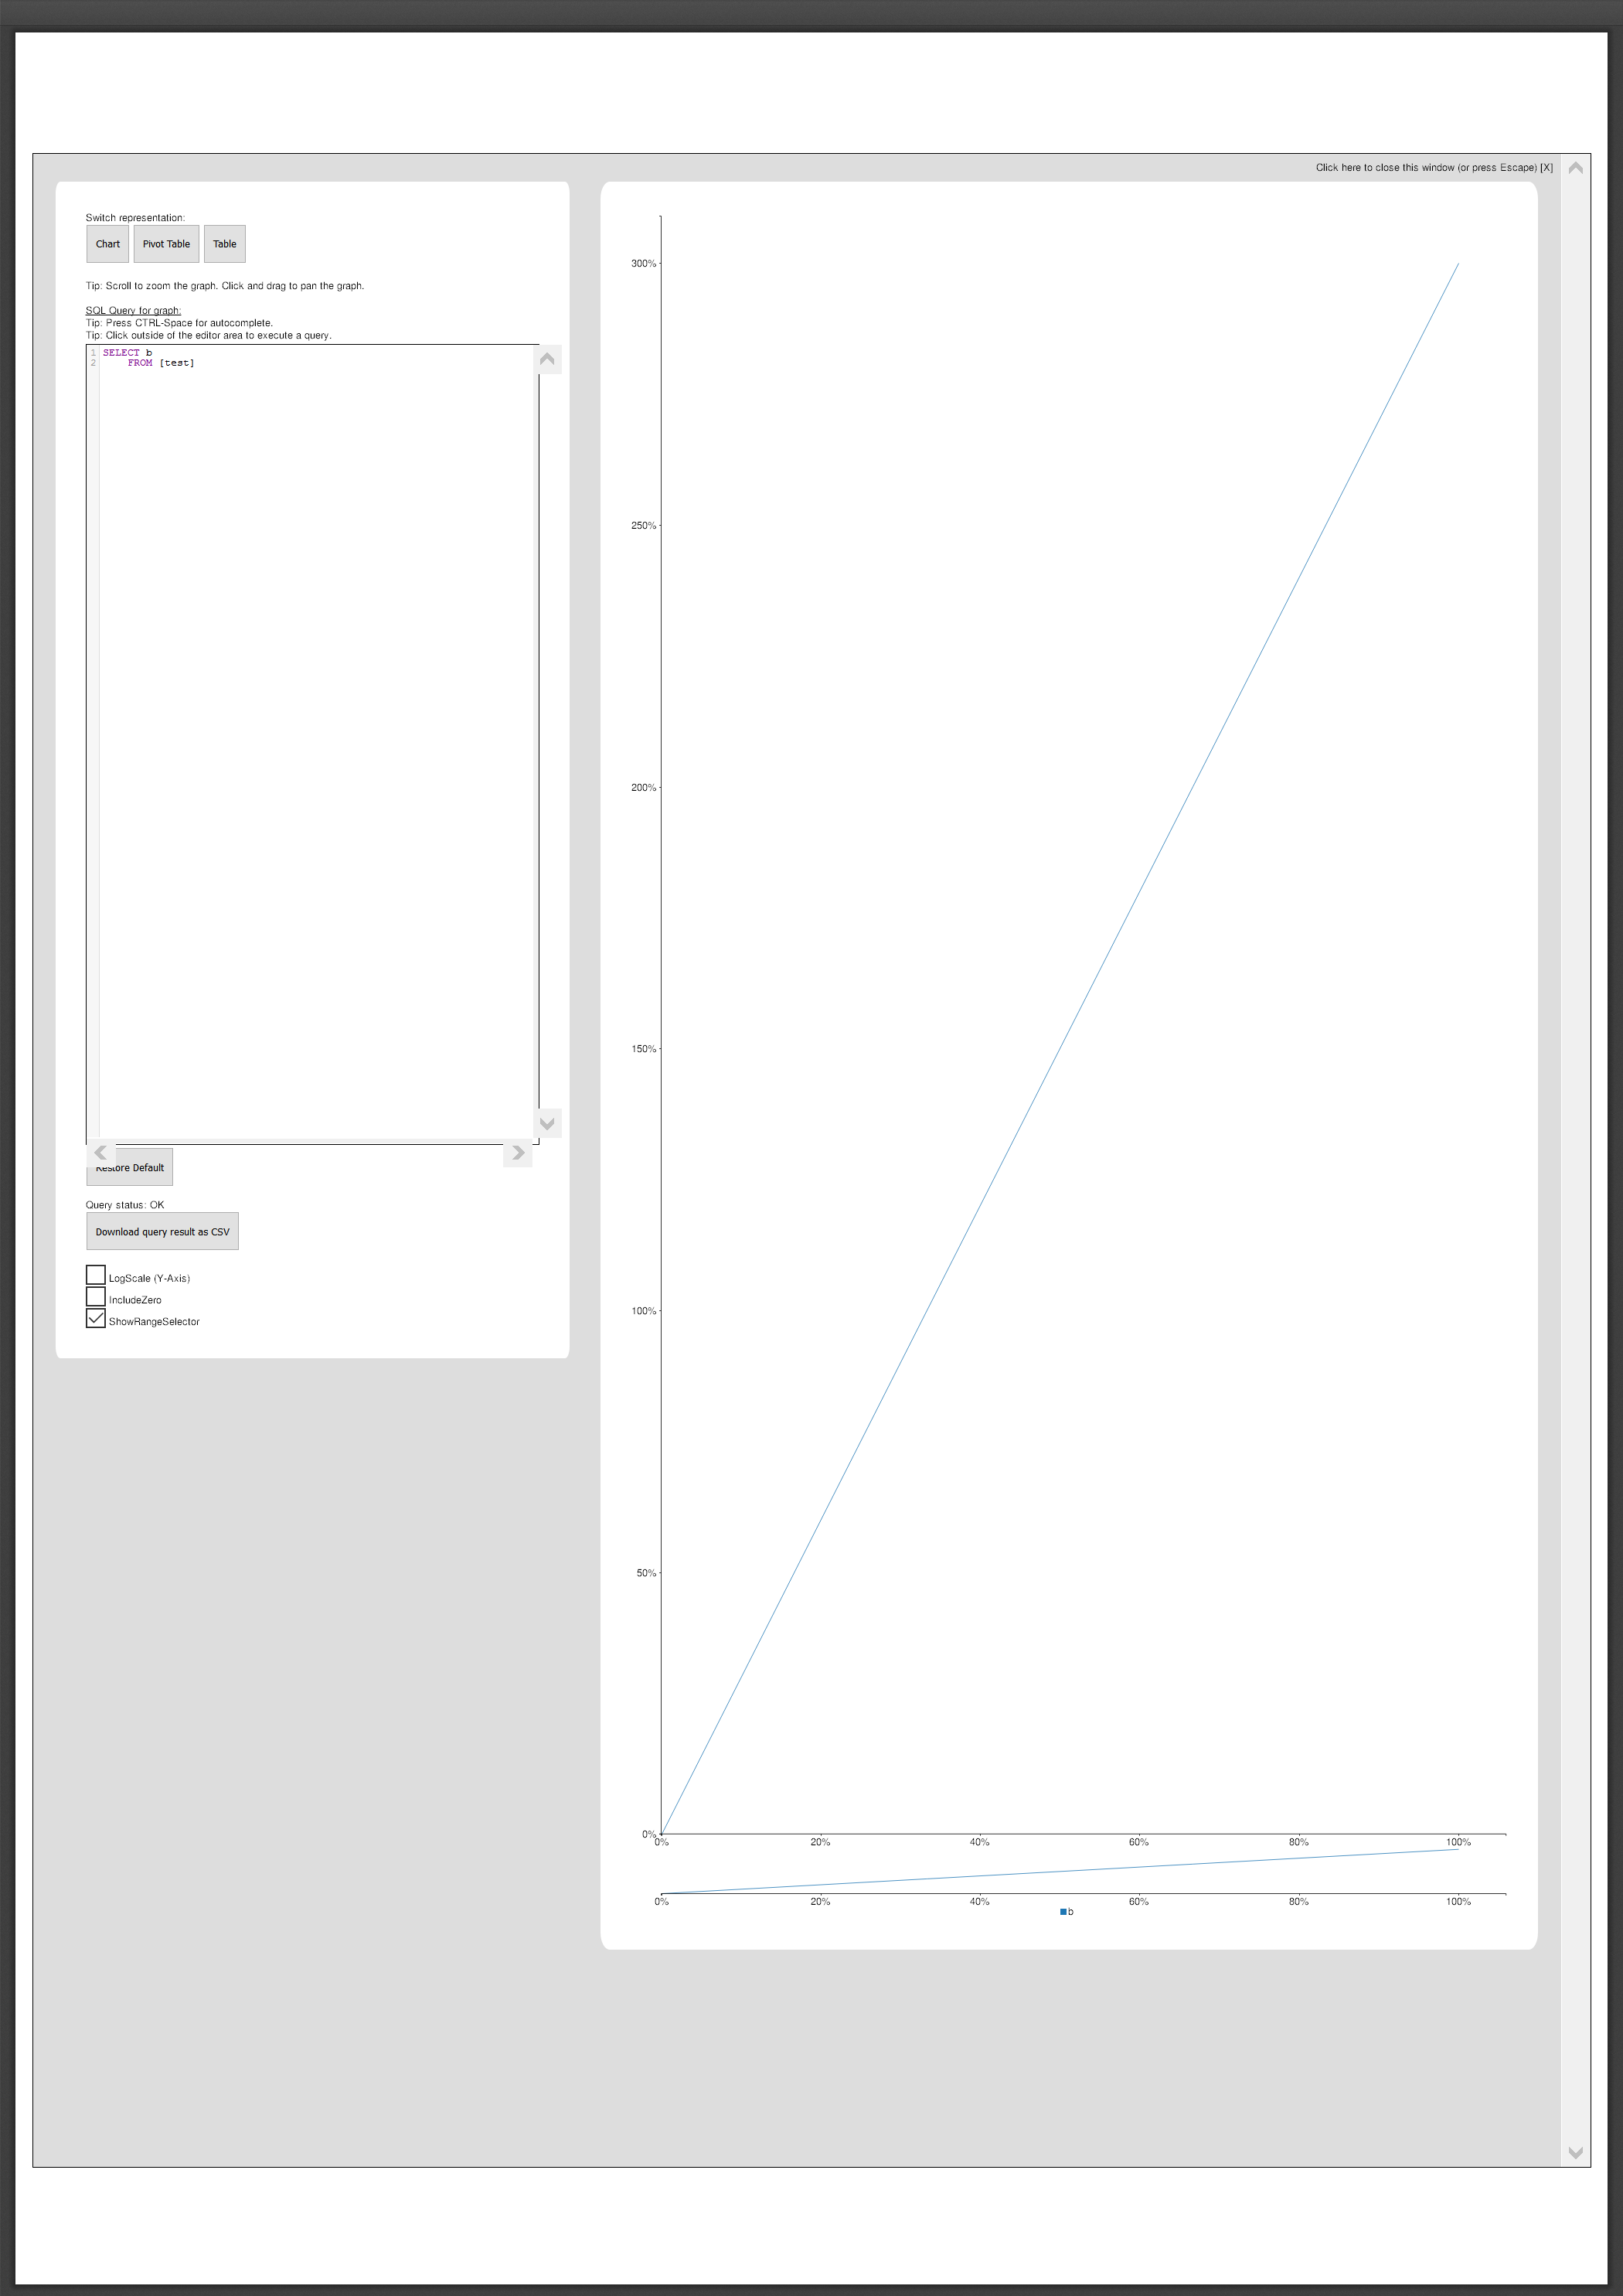 Click here to close this window (or press Escape) [X]
Switch representation:
Chart Pivot Table Table
Tip: Scroll to zoom the graph. Click and drag to pan the graph.
SQL Query for graph:
Tip: Press CTRL-Space for autocomplete.
Tip: Click outside of the editor area to execute a query.
1 SELECT b
2 FROM [test]
Restore Default
Query status: OK
Download query result as CSV
LogScale (Y-Axis)
IncludeZero
ShowRangeSelector
300%
250%
200%
150%
100%
50%
0%
0% 20% 40% 60% 80% 100%
0% 20% 40% 60% 80% 100%
b